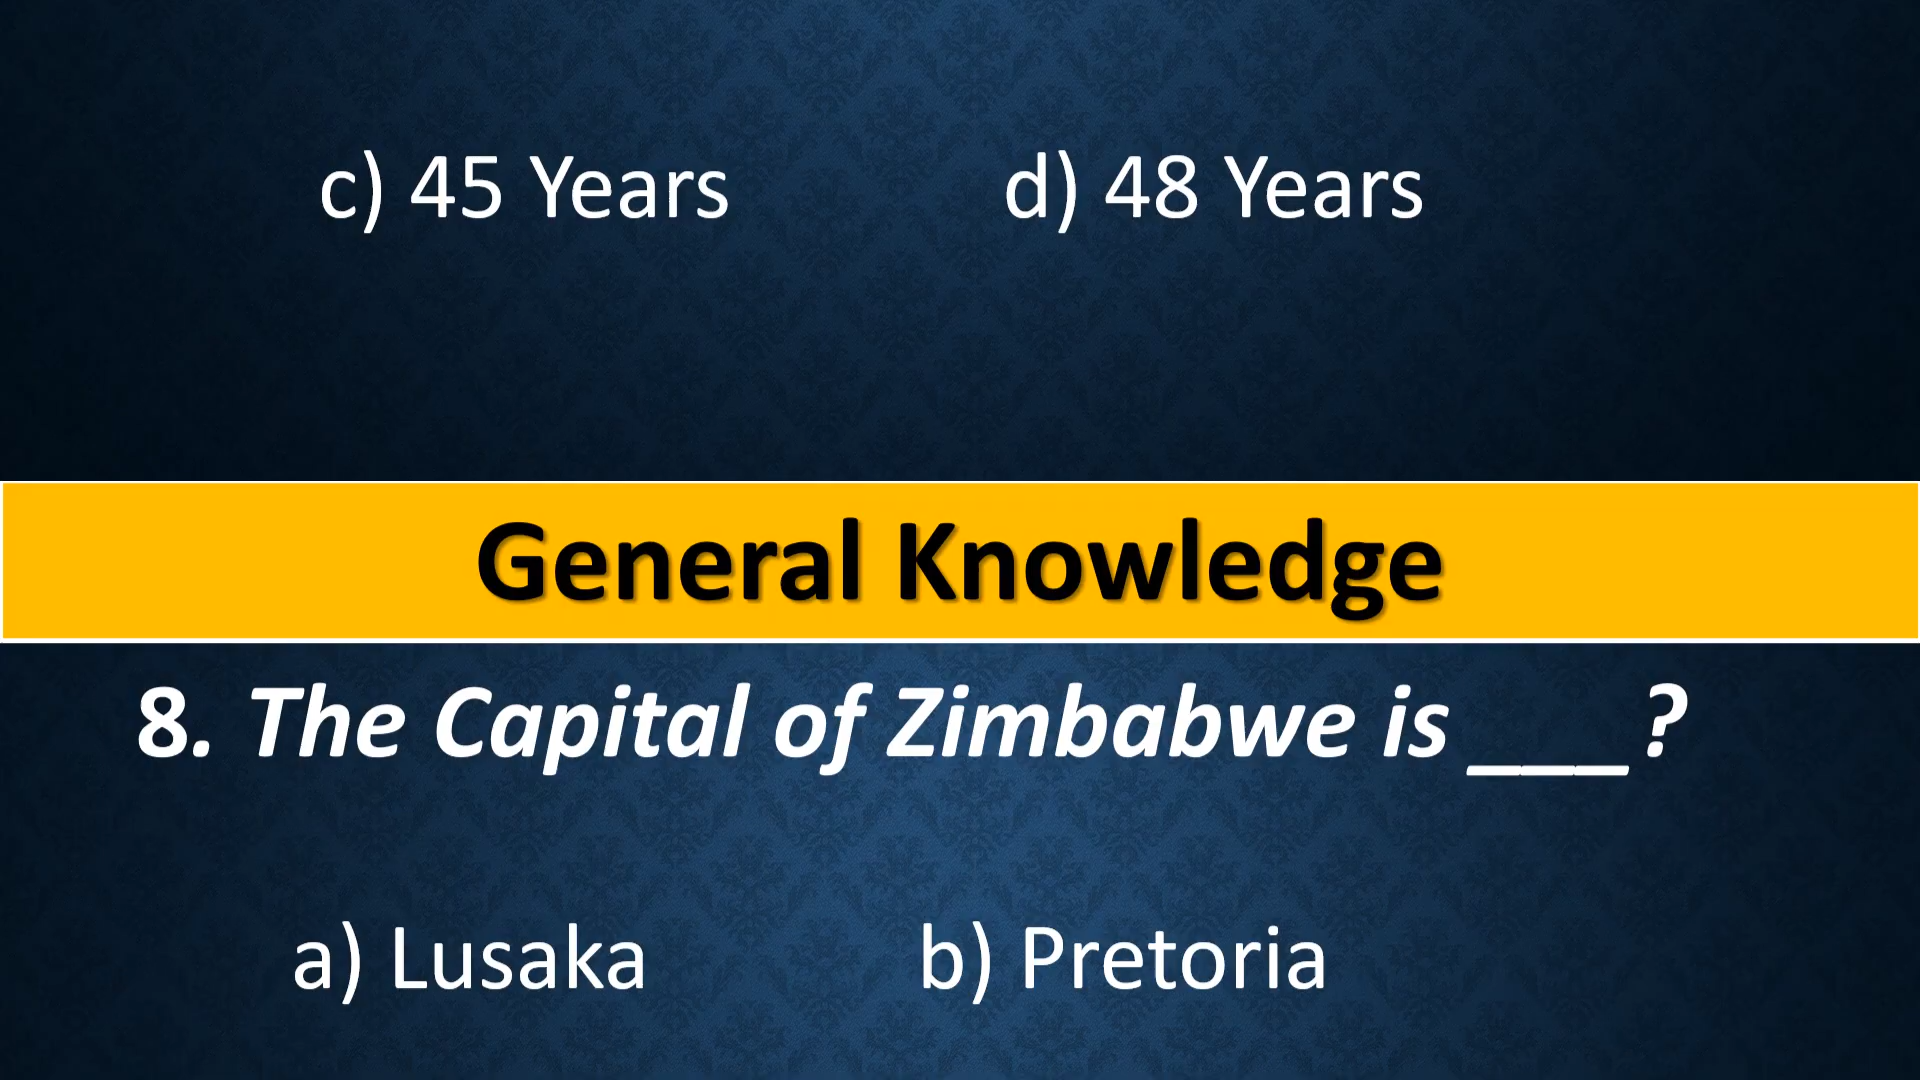 c) 45 Years d) 48 Years
General Knowledge
8. The Capital of Zimbabwe is ___?
a) Lusaka b) Pretoria